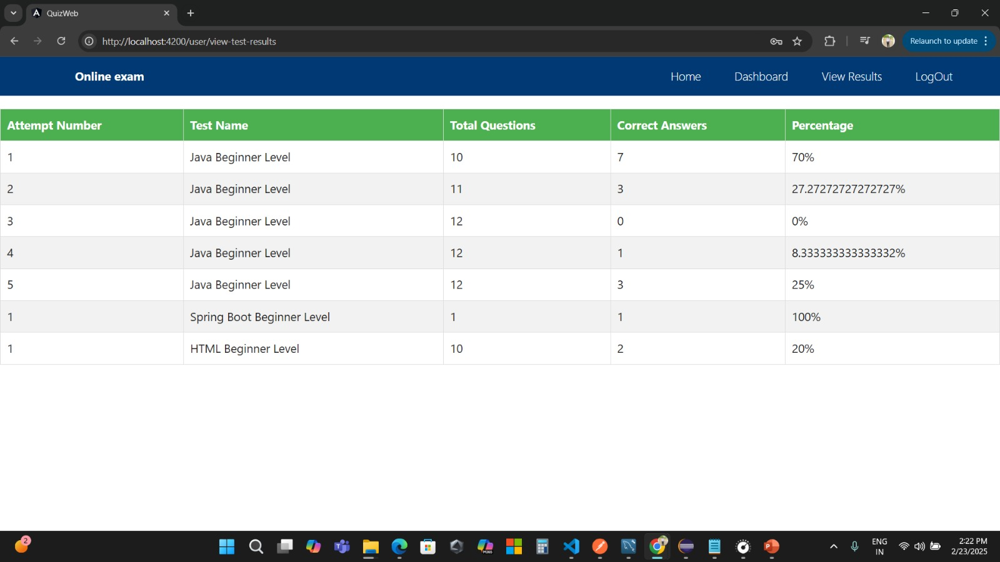 QuizWeb
http://localhost:4200/user/view-test-results
Relaunch to update
Online exam
Home Dashboard View Results LogOut
Attempt Number Test Name Total Questions Correct Answers Percentage
1 Java Beginner Level 10 7 70%
2 Java Beginner Level 11 3 27.27272727272727%
3 Java Beginner Level 12 0 0%
4 Java Beginner Level 12 1 8.333333333333332%
5 Java Beginner Level 12 3 25%
1 Spring Boot Beginner Level 1 1 100%
1 HTML Beginner Level 10 2 20%
2
M365
ENG
IN
2:22 PM
2/23/2025